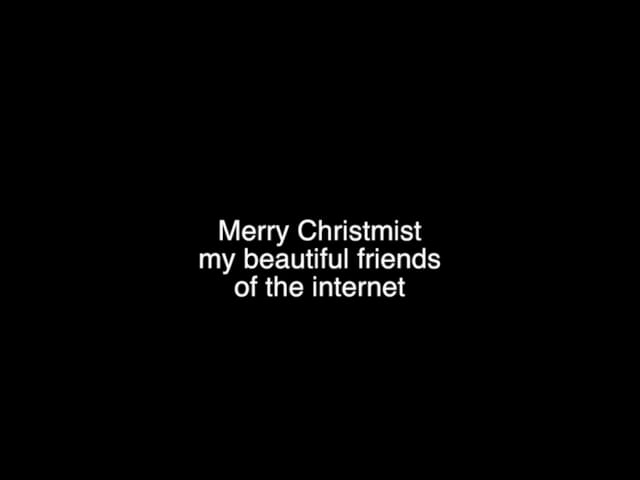 Merry Christmist
my beautiful friends
of the internet